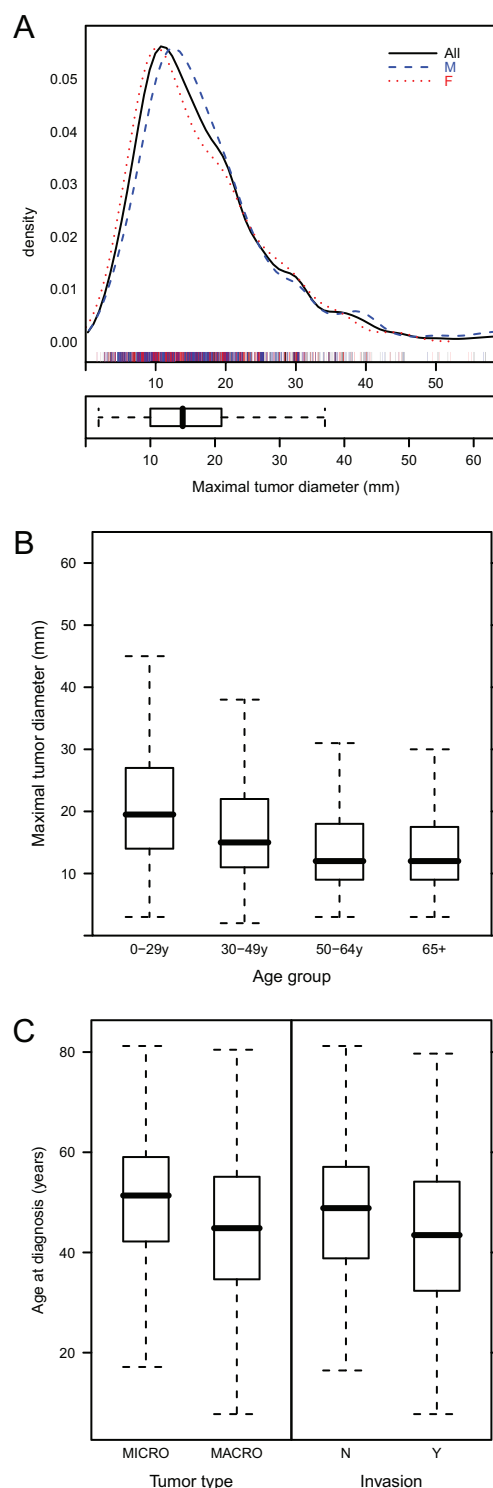 A
All
M
F
density
0.05
0.04
0.03
0.02
0.01
0.00
10 20 30 40 50
10 20 30 40 50 60
Maximal tumor diameter (mm)
B
Maximal tumor diameter (mm)
60
50
40
30
20
10
0−29y 30−49y 50−64y 65+
Age group
C
Age at diagnosis (years)
80
60
40
20
MICRO MACRO N Y
Tumor type Invasion